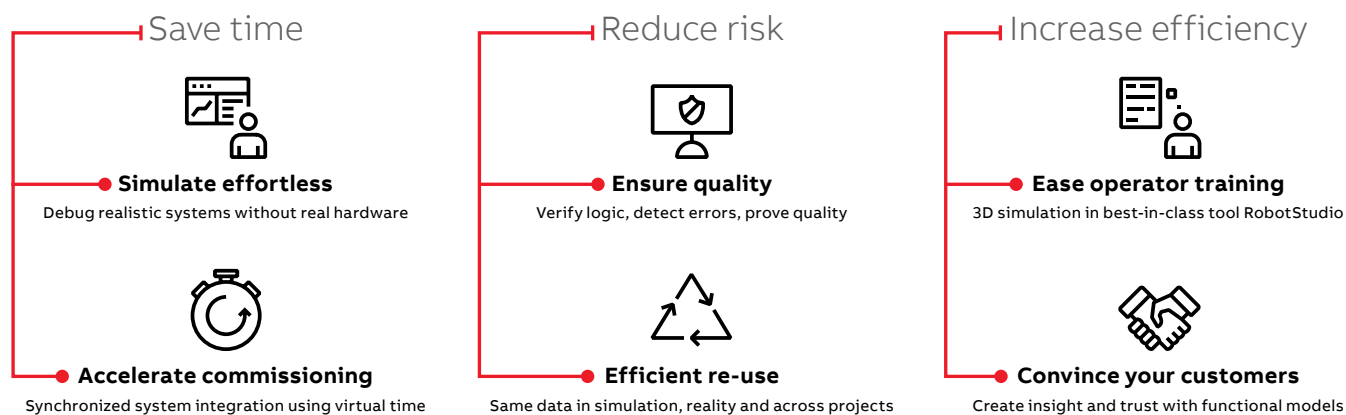 Save time
Simulate effortless
Debug realistic systems without real hardware
Accelerate commissioning
Synchronized system integration using virtual time
Reduce risk
Ensure quality
Verify logic, detect errors, prove quality
Efficient re-use
Same data in simulation, reality and across projects
Increase efficiency
Ease operator training
3D simulation in best-in-class tool RobotStudio
Convince your customers
Create insight and trust with functional models